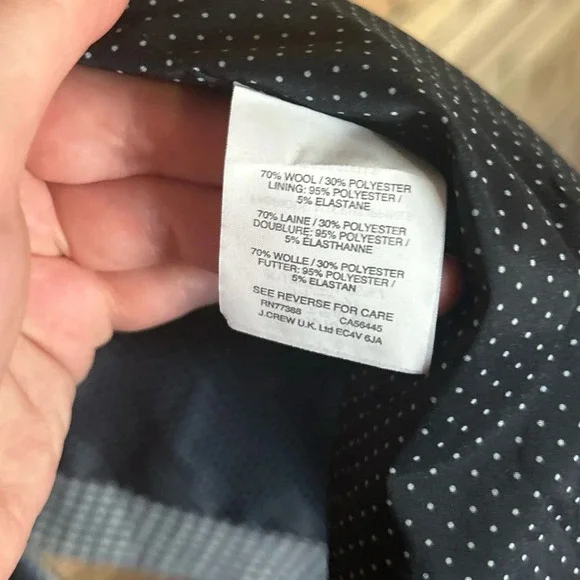 70% WOOL / 30% POLYESTER
LINING: 95% POLYESTER /
5% ELASTANE
70% LAINE / 30% POLYESTER
DOUBLURE: 95% POLYESTER /
5% ÉLASTHANNE
70% WOLLE / 30% POLYESTER
FUTTER: 95% POLYESTER /
5% ELASTAN
SEE REVERSE FOR CARE
RN77388 CA56445
J.CREW U.K. Ltd EC4V 6JA